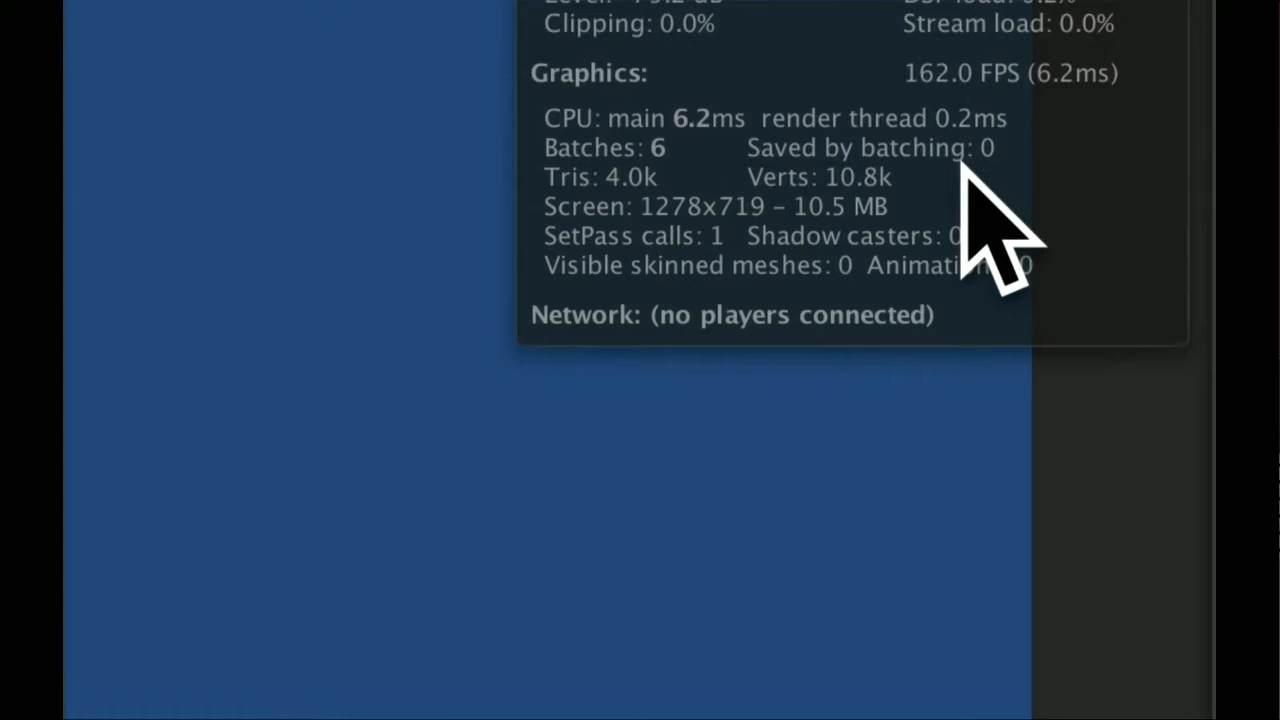 Clipping: 0.0% Stream load: 0.0%
Graphics: 162.0 FPS (6.2ms)
CPU: main 6.2ms render thread 0.2ms
Batches: 6 Saved by batching: 0
Tris: 4.0k Verts: 10.8k
Screen: 1278x719 – 10.5 MB
SetPass calls: 1 Shadow casters: 0
Visible skinned meshes: 0 0
Network: (no players connected)